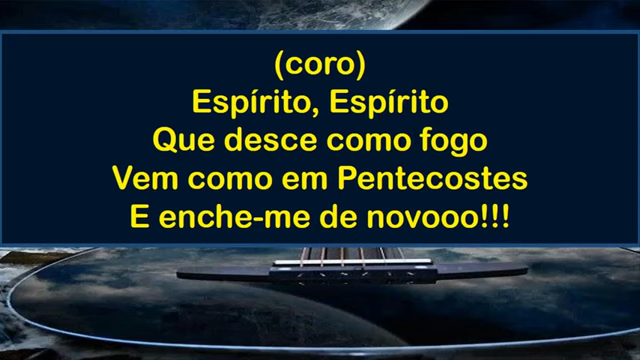 (coro)
Espírito, Espírito
Que desce como fogo
Vem como em Pentecostes
E enche-me de novooo!!!